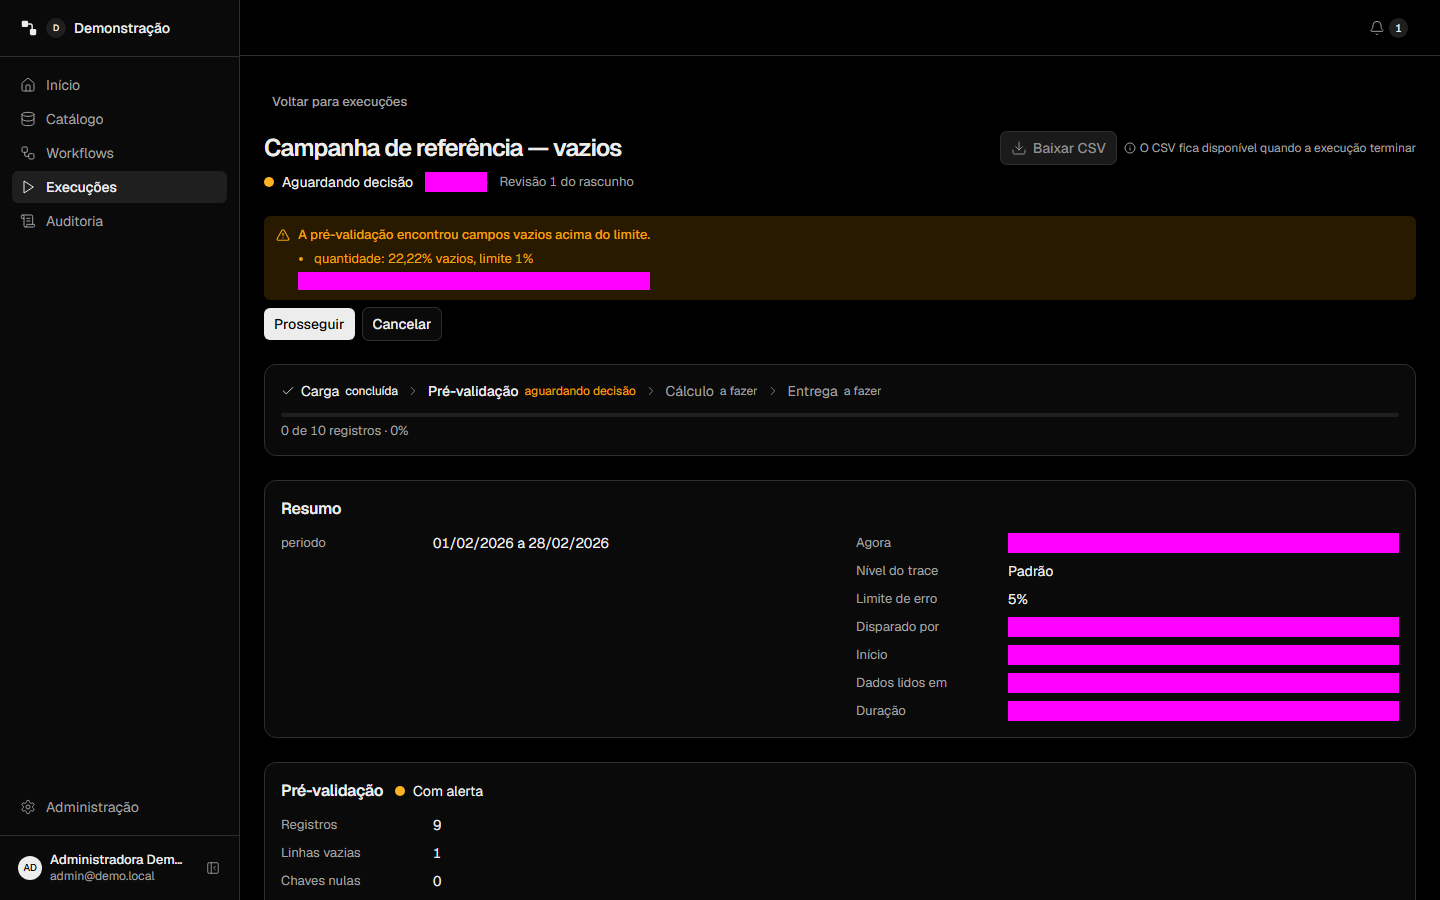 D Demonstração
1
Início
Catálogo
Workflows
Execuções
Auditoria
Administração
AD
Administradora Dem...
admin@demo.local
Voltar para execuções
Campanha de referência — vazios
Baixar CSV
O CSV fica disponível quando a execução terminar
Aguardando decisão
Revisão 1 do rascunho
A pré-validação encontrou campos vazios acima do limite.
• quantidade: 22,22% vazios, limite 1%
Prosseguir
Cancelar
Carga concluída > Pré-validação aguardando decisão > Cálculo a fazer > Entrega a fazer
0 de 10 registros · 0%
Resumo
periodo 01/02/2026 a 28/02/2026
Agora
Nível do trace Padrão
Limite de erro 5%
Disparado por
Início
Dados lidos em
Duração
Pré-validação Com alerta
Registros 9
Linhas vazias 1
Chaves nulas 0